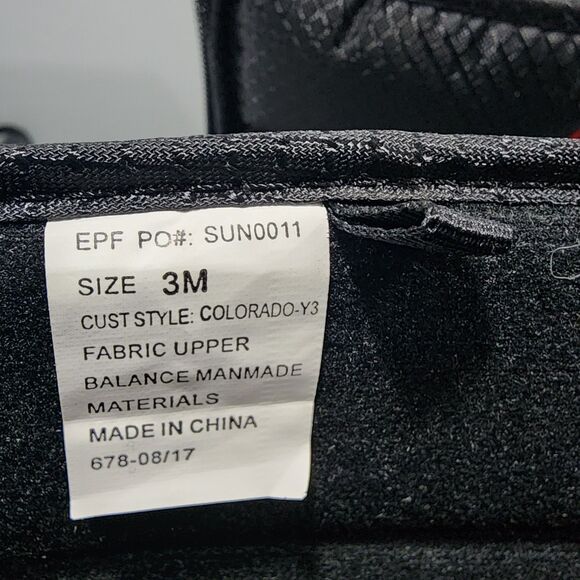 EPF PO#: SUN0011
SIZE 3M
CUST STYLE: COLORADO-Y3
FABRIC UPPER
BALANCE MANMADE
MATERIALS
MADE IN CHINA
678-08/17